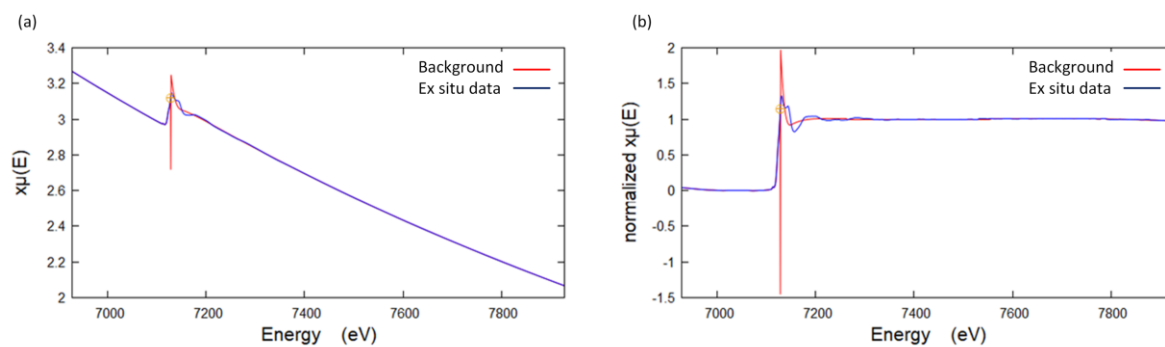 (a)
3.4
3.2
3
2.8
2.6
2.4
2.2
2
xμ(E)
Background
Ex situ data
7000
7200
7400
7600
7800
Energy (eV)
(b)
2
1.5
1
0.5
0
-0.5
-1
-1.5
normalized xμ(E)
Background
Ex situ data
7000
7200
7400
7600
7800
Energy (eV)